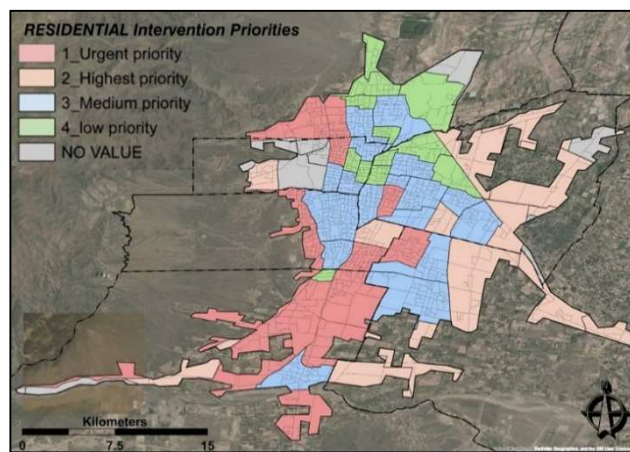 RESIDENTIAL Intervention Priorities
1_Urgent priority
2_Highest priority
3_Medium priority
4_low priority
NO VALUE
Kilometers
0 7.5 15